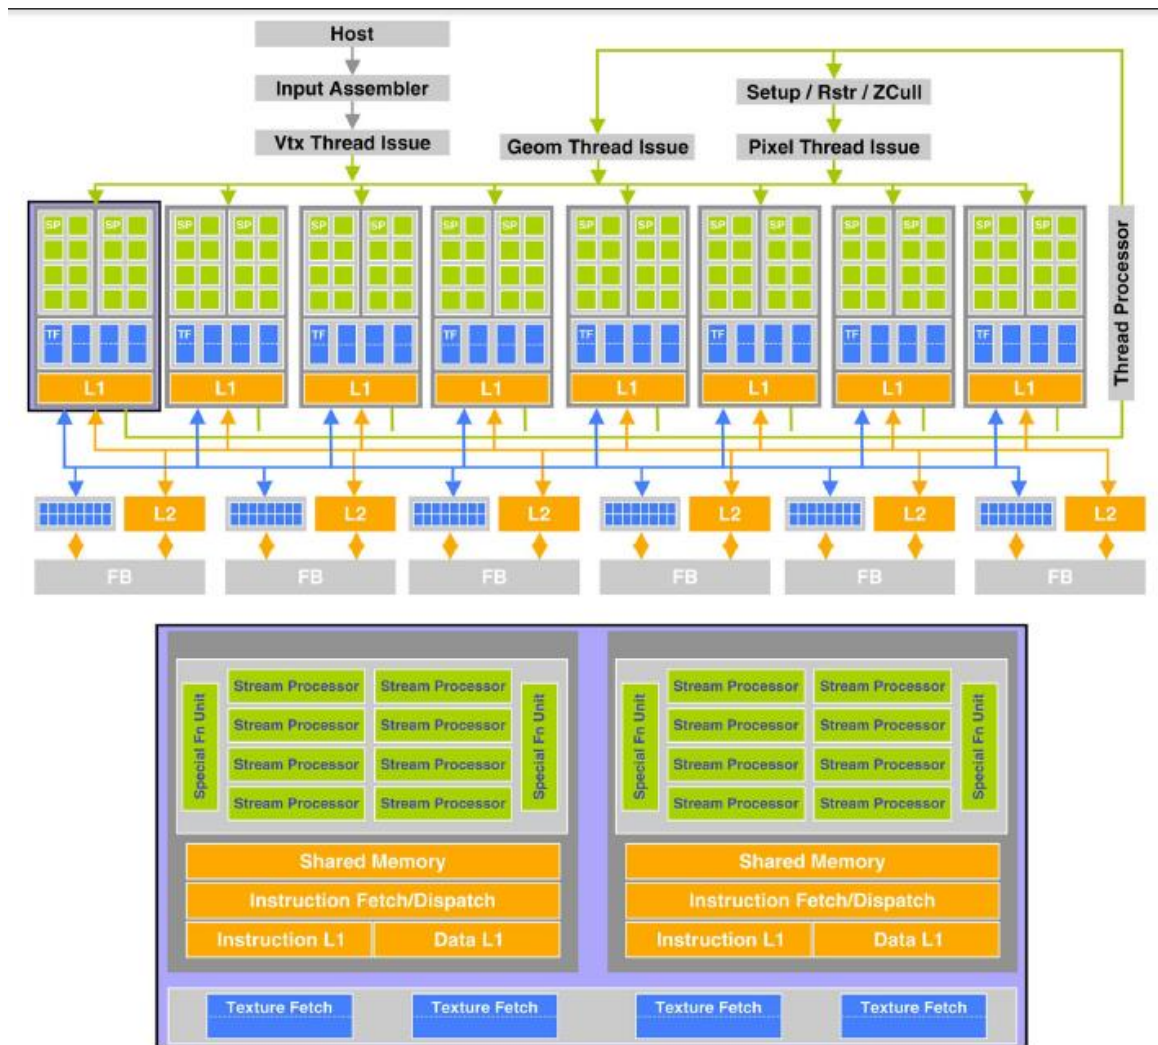 Host
Input Assembler
Setup / Rstr / ZCull
Vtx Thread Issue
Geom Thread Issue
Pixel Thread Issue
SP SP SP SP SP SP SP SP SP SP SP SP SP SP SP SP
Thread Processor
TF TF TF TF TF TF TF TF
L1 L1 L1 L1 L1 L1 L1 L1
L2 L2 L2 L2 L2 L2
FB FB FB FB FB FB
Special Fn Unit
Stream Processor Stream Processor
Stream Processor Stream Processor
Stream Processor Stream Processor
Stream Processor Stream Processor
Special Fn Unit
Shared Memory
Instruction Fetch/Dispatch
Instruction L1 Data L1
Special Fn Unit
Stream Processor Stream Processor
Stream Processor Stream Processor
Stream Processor Stream Processor
Stream Processor Stream Processor
Special Fn Unit
Shared Memory
Instruction Fetch/Dispatch
Instruction L1 Data L1
Texture Fetch Texture Fetch Texture Fetch Texture Fetch